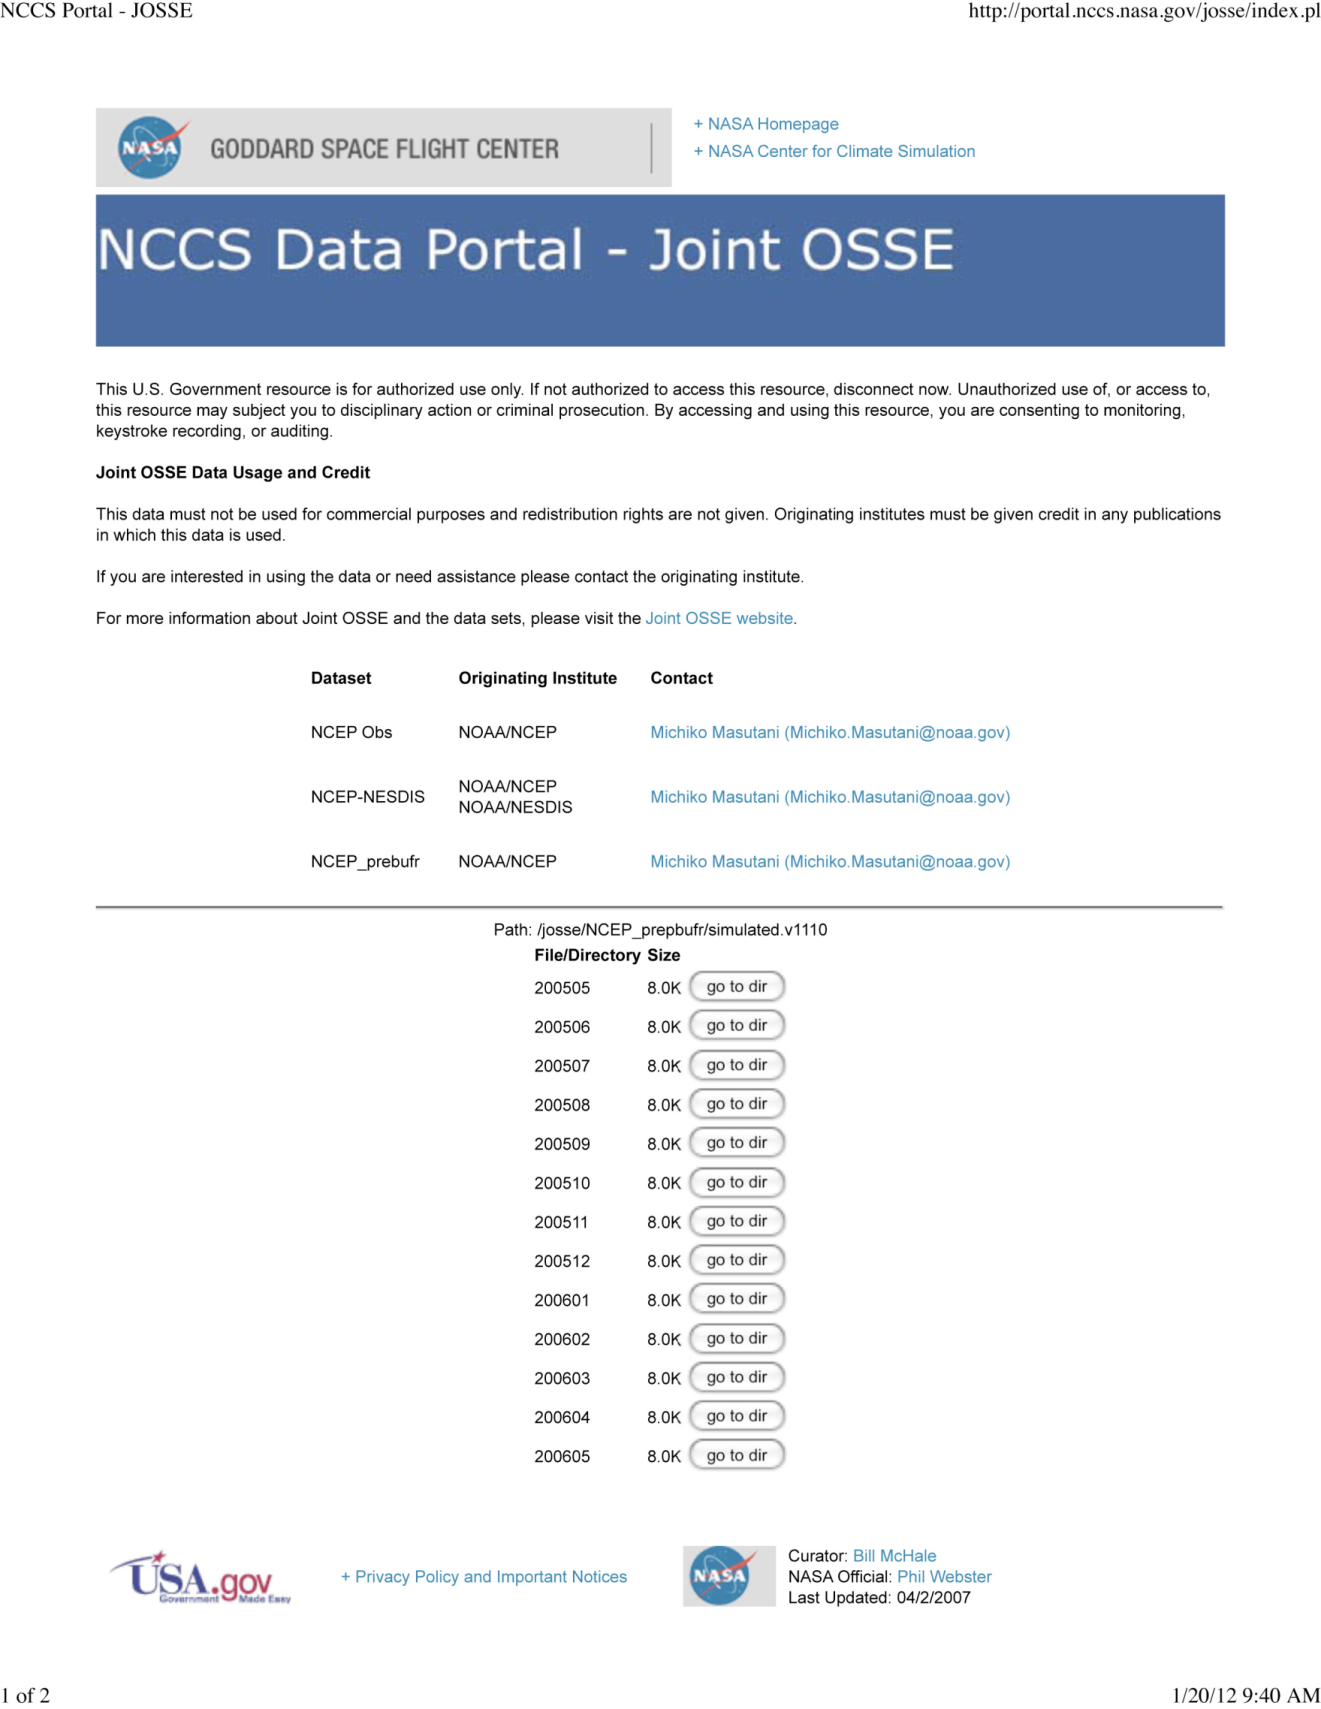 NCCS Portal - JOSSE
http://portal.nccs.nasa.gov/josse/index.pl
NASA
GODDARD SPACE FLIGHT CENTER
+ NASA Homepage
+ NASA Center for Climate Simulation
NCCS Data Portal - Joint OSSE
This U.S. Government resource is for authorized use only. If not authorized to access this resource, disconnect now. Unauthorized use of, or access to,
this resource may subject you to disciplinary action or criminal prosecution. By accessing and using this resource, you are consenting to monitoring,
keystroke recording, or auditing.
Joint OSSE Data Usage and Credit
This data must not be used for commercial purposes and redistribution rights are not given. Originating institutes must be given credit in any publications
in which this data is used.
If you are interested in using the data or need assistance please contact the originating institute.
For more information about Joint OSSE and the data sets, please visit the Joint OSSE website.
Dataset Originating Institute Contact
NCEP Obs NOAA/NCEP Michiko Masutani (Michiko.Masutani@noaa.gov)
NCEP-NESDIS NOAA/NCEP
NOAA/NESDIS Michiko Masutani (Michiko.Masutani@noaa.gov)
NCEP_prebufr NOAA/NCEP Michiko Masutani (Michiko.Masutani@noaa.gov)
Path: /josse/NCEP_prepbufr/simulated.v1110
File/Directory Size
200505 8.0K go to dir
200506 8.0K go to dir
200507 8.0K go to dir
200508 8.0K go to dir
200509 8.0K go to dir
200510 8.0K go to dir
200511 8.0K go to dir
200512 8.0K go to dir
200601 8.0K go to dir
200602 8.0K go to dir
200603 8.0K go to dir
200604 8.0K go to dir
200605 8.0K go to dir
USA.gov
Government Made Easy
+ Privacy Policy and Important Notices
NASA
Curator: Bill McHale
NASA Official: Phil Webster
Last Updated: 04/2/2007
1 of 2
1/20/12 9:40 AM